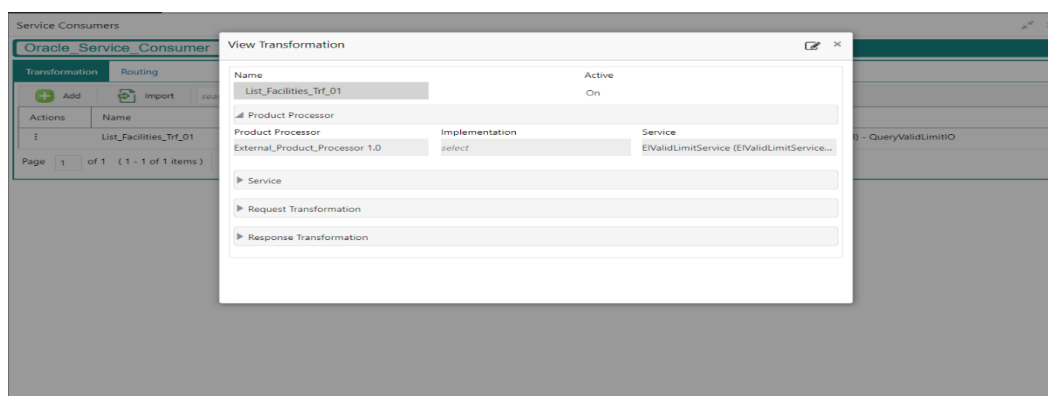 Service Consumers
Oracle_Service_Consumer
Transformation Routing
Add Import
Actions Name
List_Facilities_Trf_01
- QueryValidLimitIO
Page 1 of 1 ( 1 - 1 of 1 items )
View Transformation
Name Active
List_Facilities_Trf_01 On
Product Processor
Product Processor Implementation Service
External_Product_Processor 1.0 select EIValidLimitService (EIValidLimitService...
Service
Request Transformation
Response Transformation